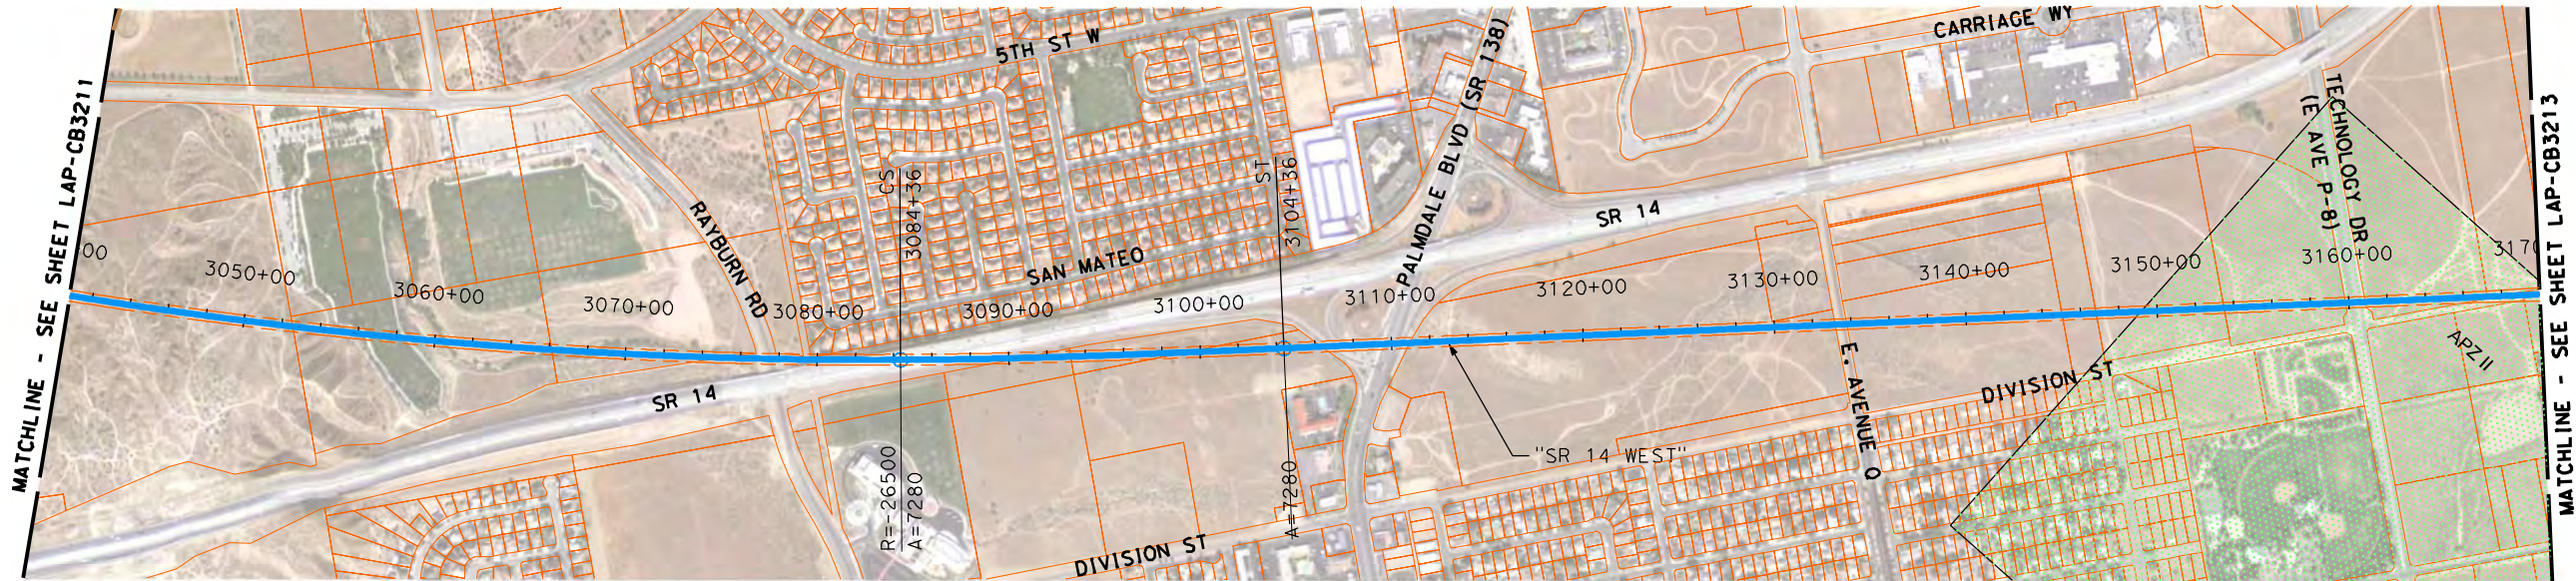 MATCHLINE - SEE SHEET LAP-CB3211
5TH ST W
PALMDALE BLVD (SR 138)
CARRIAGE WY
TECHNOLOGY DR
(E AVE P-8)
MATCHLINE - SEE SHEET LAP-CB3213
RAYBURN RD
CS
3084+36
ST
3104+36
SAN MATEO
SR 14
00
3050+00
3060+00
3070+00
3080+00
3090+00
3100+00
3110+00
3120+00
3130+00
3140+00
3150+00
3160+00
3170
SR 14
R=-26500
A=7280
A=7280
"SR 14 WEST"
E. AVENUE Q
DIVISION ST
APZ II
DIVISION ST